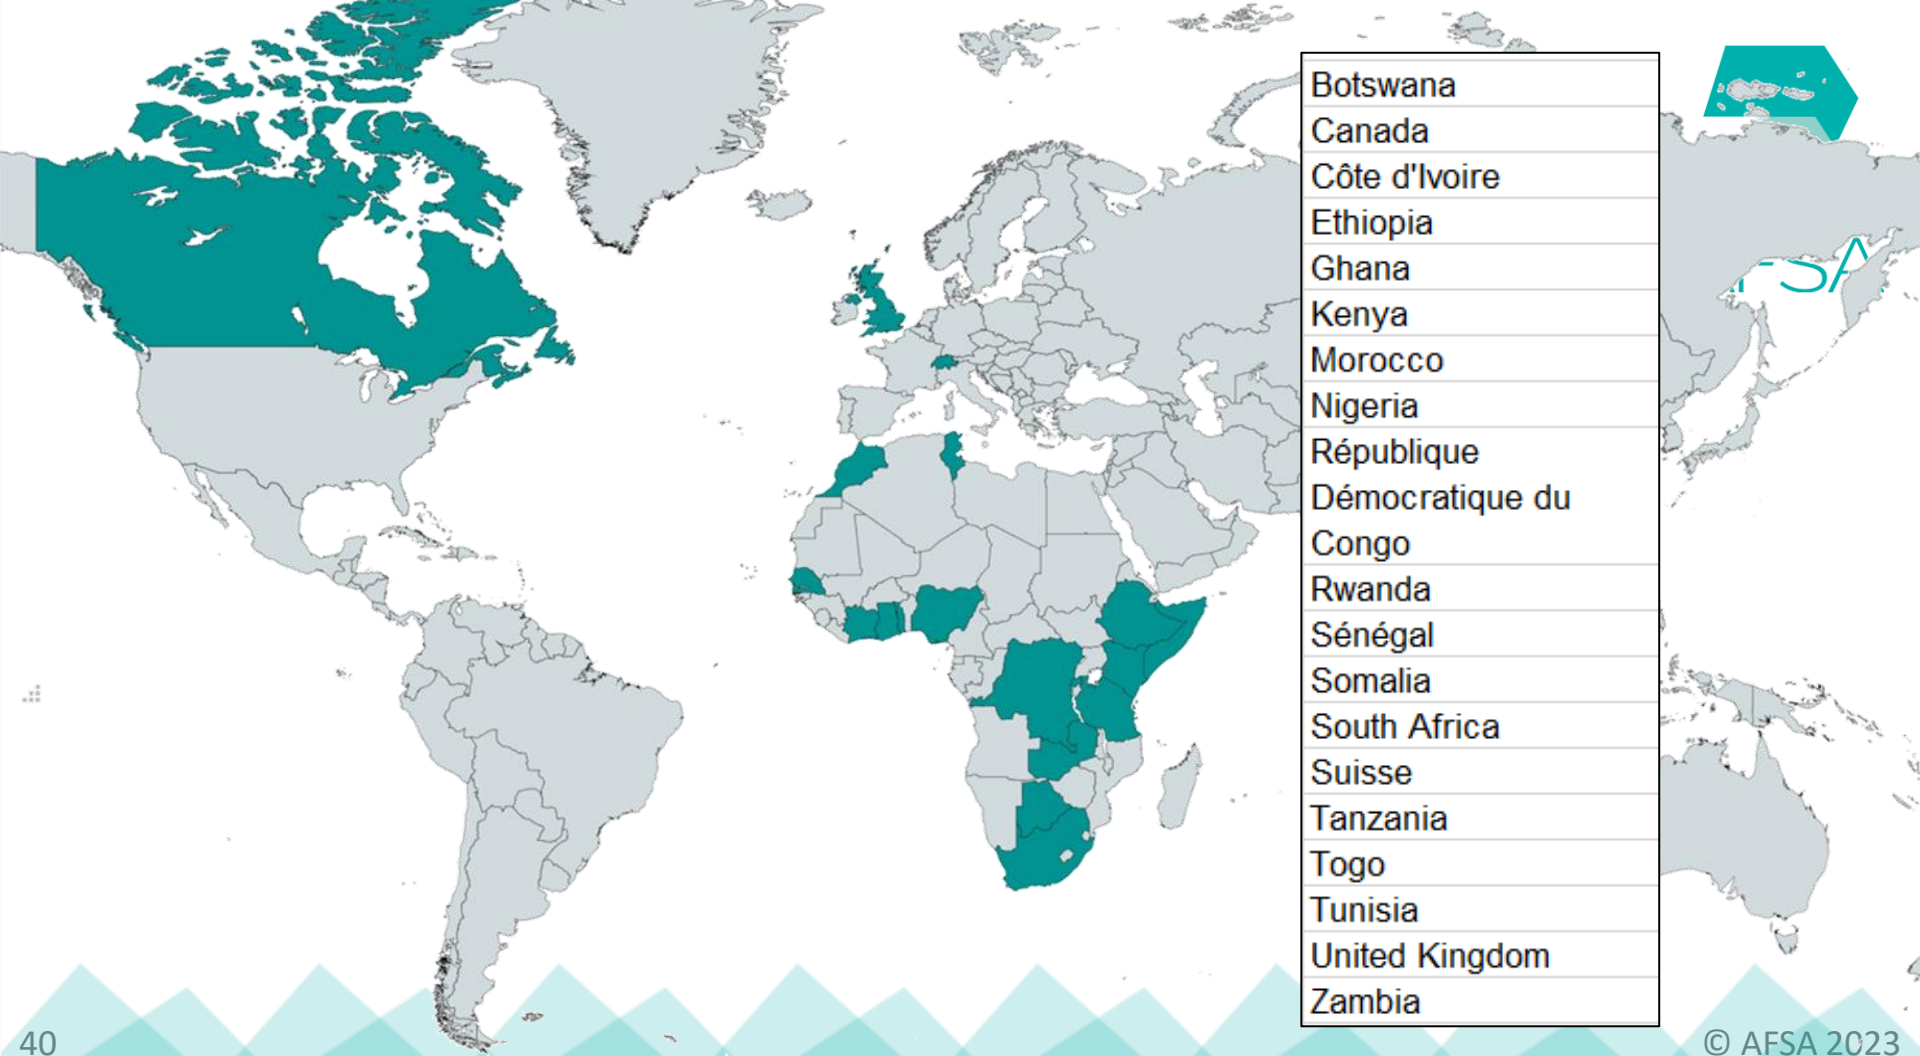 Botswana
Canada
Côte d'Ivoire
Ethiopia
Ghana
Kenya
Morocco
Nigeria
République
Démocratique du
Congo
Rwanda
Sénégal
Somalia
South Africa
Suisse
Tanzania
Togo
Tunisia
United Kingdom
Zambia
40
© AFSA 2023